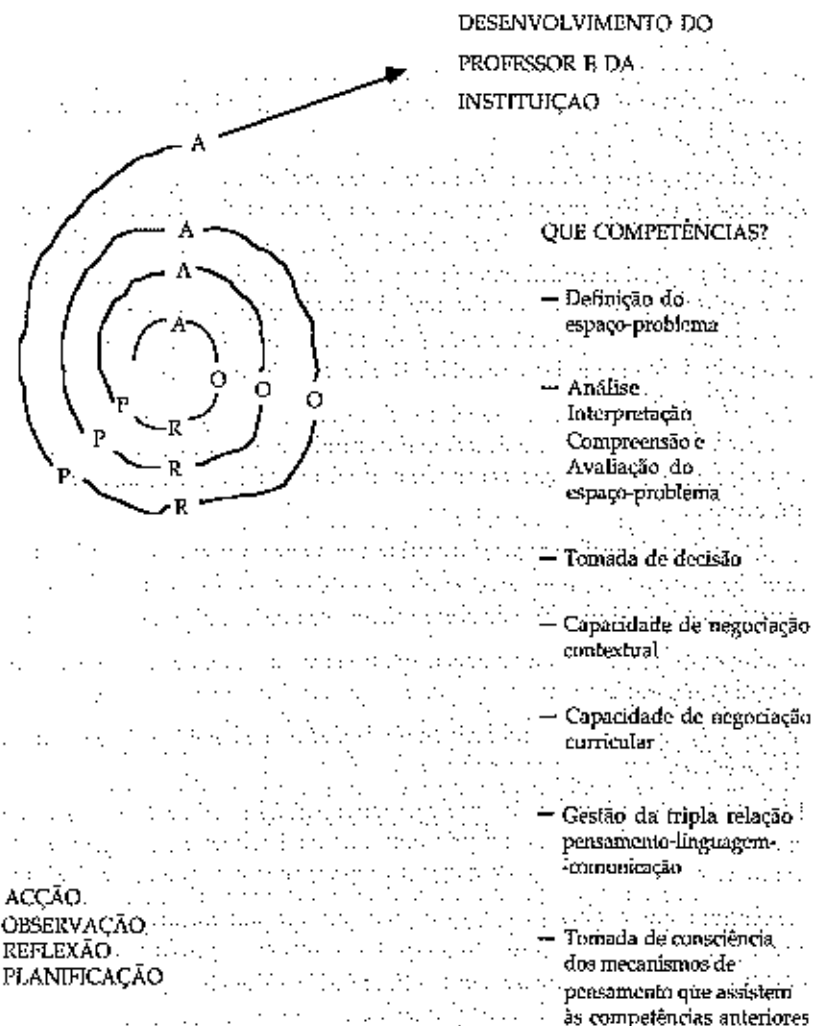 DESENVOLVIMENTO DO
PROFESSOR E DA
INSTITUIÇAO
A
A
A
A
O
O
O
P
R
P
R
P
R
QUE COMPETÊNCIAS?
— Definição do
espaço-problema
— Análise
Interpretação
Compreensão e
Avaliação do
espaço-problema
— Tomada de decisão
— Capacidade de negociação
contextual
— Capacidade de negociação
curricular
— Gestão da tripla relação
pensamento-linguagem-
-comunicação
— Tomada de consciência
dos mecanismos de
pensamento que assistem
às competências anteriores
ACÇÃO
OBSERVAÇÃO
REFLEXÃO
PLANIFICAÇÃO